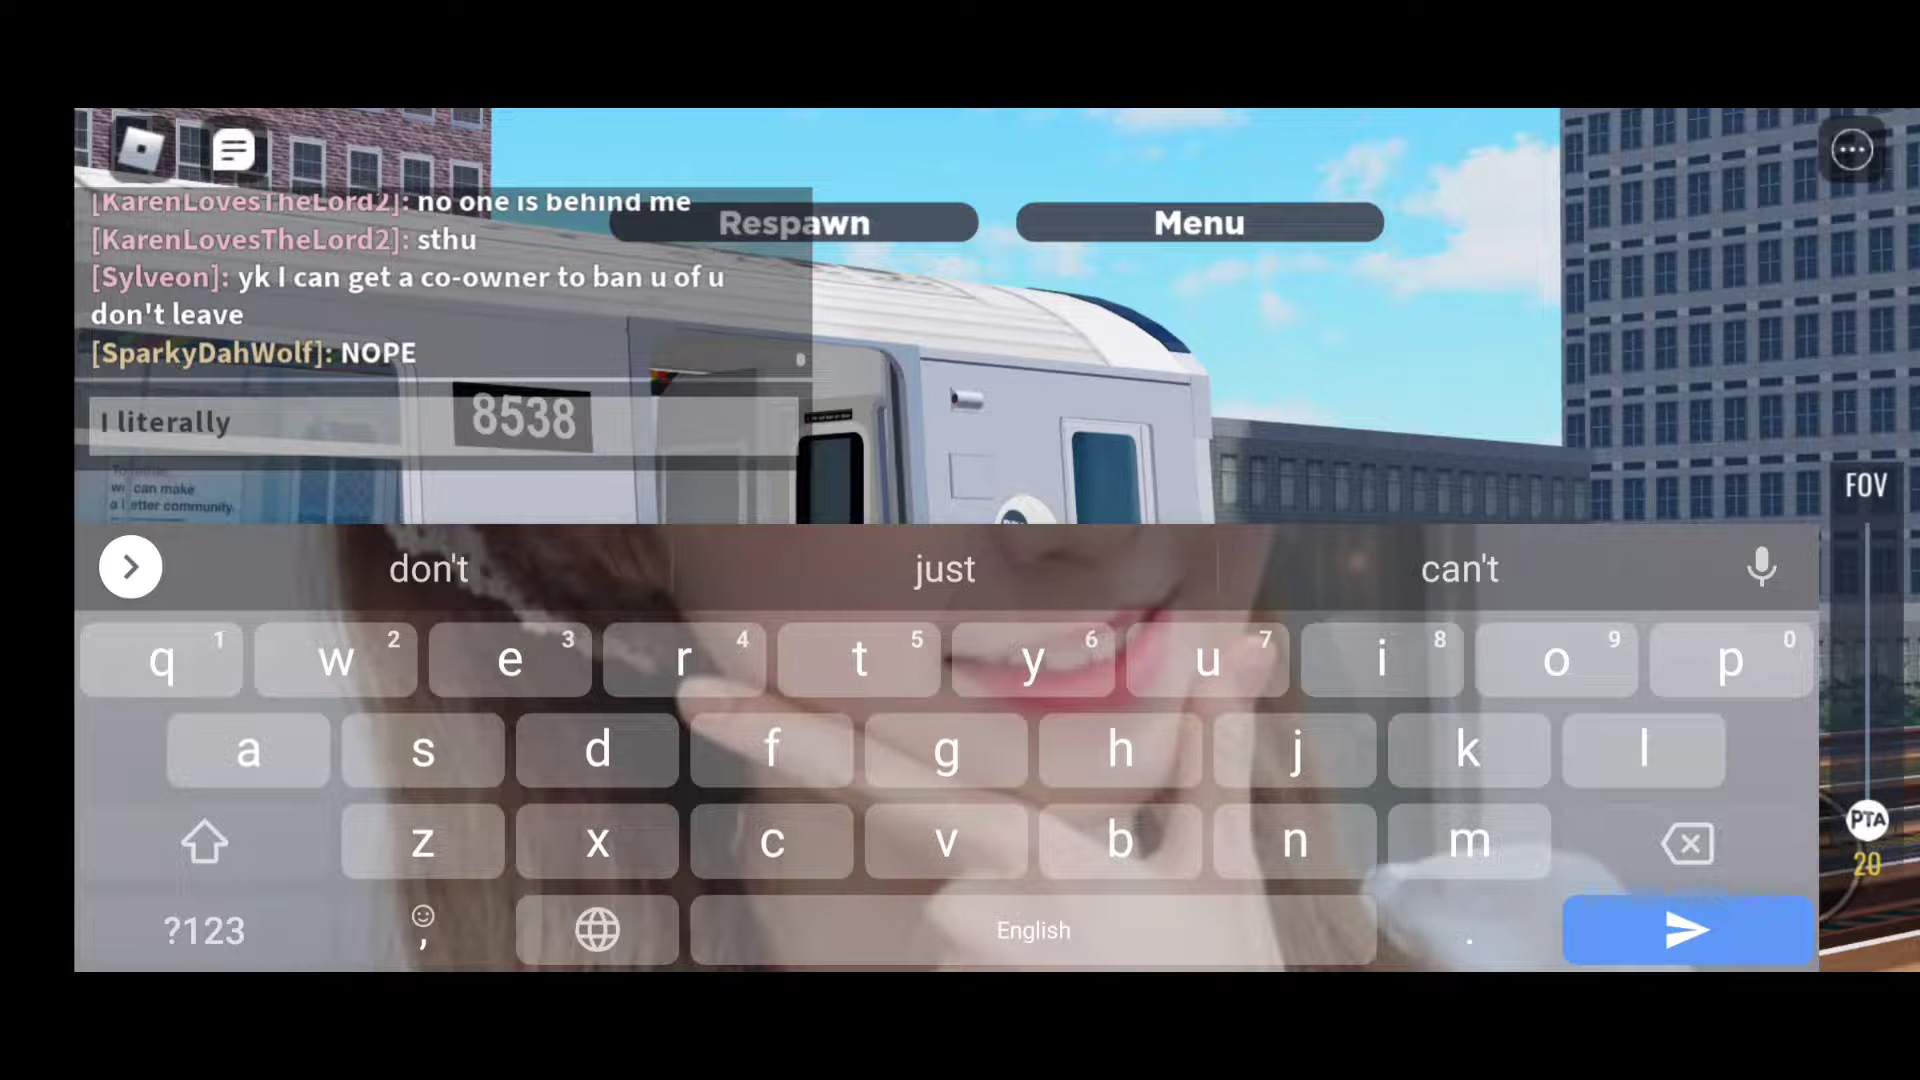 [KarenLovesTheLord2]: no one is behind me
Respawn
Menu
[KarenLovesTheLord2]: sthu
[Sylveon]: yk I can get a co-owner to ban u of u
don't leave
[SparkyDahWolf]: NOPE
I literally
8538
we can make
a better community.
FOV
don't just can't
q 1 w 2 e 3 r 4 t 5 y 6 u 7 i 8 o 9 p 0
a s d f g h j k l
z x c v b n m
PTA
20
?123 , English .